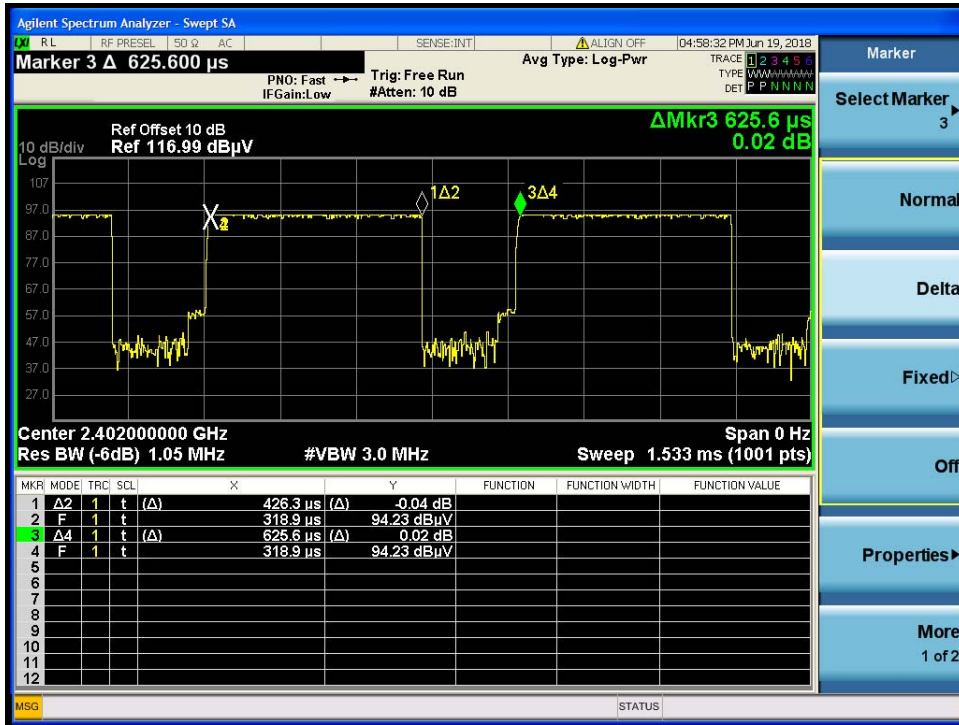 Agilent Spectrum Analyzer - Swept SA
LXI RL RF PRESEL 50 Ω AC SENSE:INT ALIGN OFF 04:58:32 PM Jun 19, 2018
Marker 3 Δ 625.600 µs
PNO: Fast
IFGain:Low
Trig: Free Run
#Atten: 10 dB
Avg Type: Log-Pwr
TRACE 1 2 3 4 5 6
TYPE WWWWWW
DET P P N N N N
ΔMkr3 625.6 µs
0.02 dB
Ref Offset 10 dB
10 dB/div Ref 116.99 dBµV
Log
107
97.0
87.0
77.0
67.0
57.0
47.0
37.0
27.0
1Δ2
3Δ4
Center 2.402000000 GHz Span 0 Hz
Res BW (-6dB) 1.05 MHz #VBW 3.0 MHz Sweep 1.533 ms (1001 pts)
MKR MODE TRC SCL X Y FUNCTION FUNCTION WIDTH FUNCTION VALUE
1 Δ2 1 t (Δ) 426.3 µs (Δ) -0.04 dB
2 F 1 t 318.9 µs 94.23 dBµV
3 Δ4 1 t (Δ) 625.6 µs (Δ) 0.02 dB
4 F 1 t 318.9 µs 94.23 dBµV
5
6
7
8
9
10
11
12
MSG STATUS
Marker
Select Marker
3
Normal
Delta
Fixed
Off
Properties
More
1 of 2